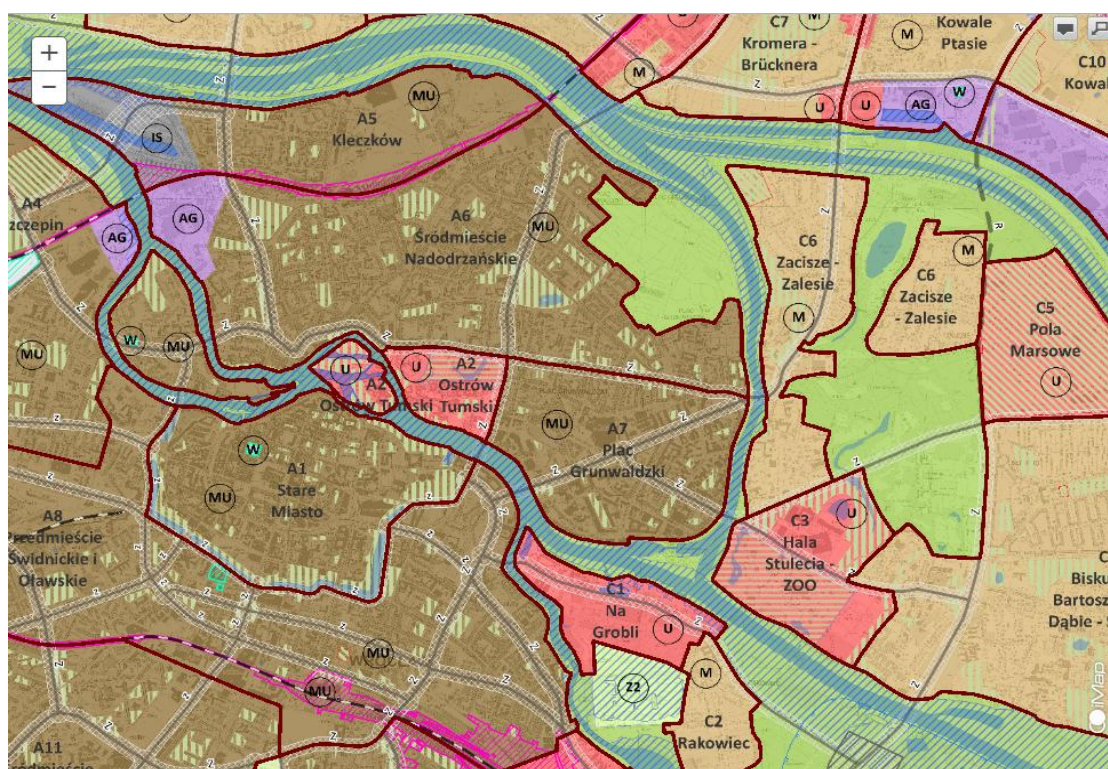 +
−
MU
A5
Kleczków
IS
A4
AG
AG
A6
Śródmieście
Nadodrzańskie
MU
U
M
C7
Kromera -
Brücknera
M
Kowale
Ptasie
M
C10
U
U
AG
W
R
C6
Zacisze -
Zalesie
M
C6
Zacisze
- Zalesie
M
C5
Pola
Marsowe
U
MU
W
MU
U
A2
Ostrów Tumski
U
A2
Ostrów
Tumski
MU
A7
Plac
Grunwaldzki
W
A1
Stare
Miasto
MU
A8
Przedmieście
Świdnickie i
Oławskie
C3
Hala
Stulecia -
ZOO
U
C1
Na
Grobli
U
Z2
M
C2
Rakowiec
MU
MU
A11
Bartosz
Dąbie -
iMap